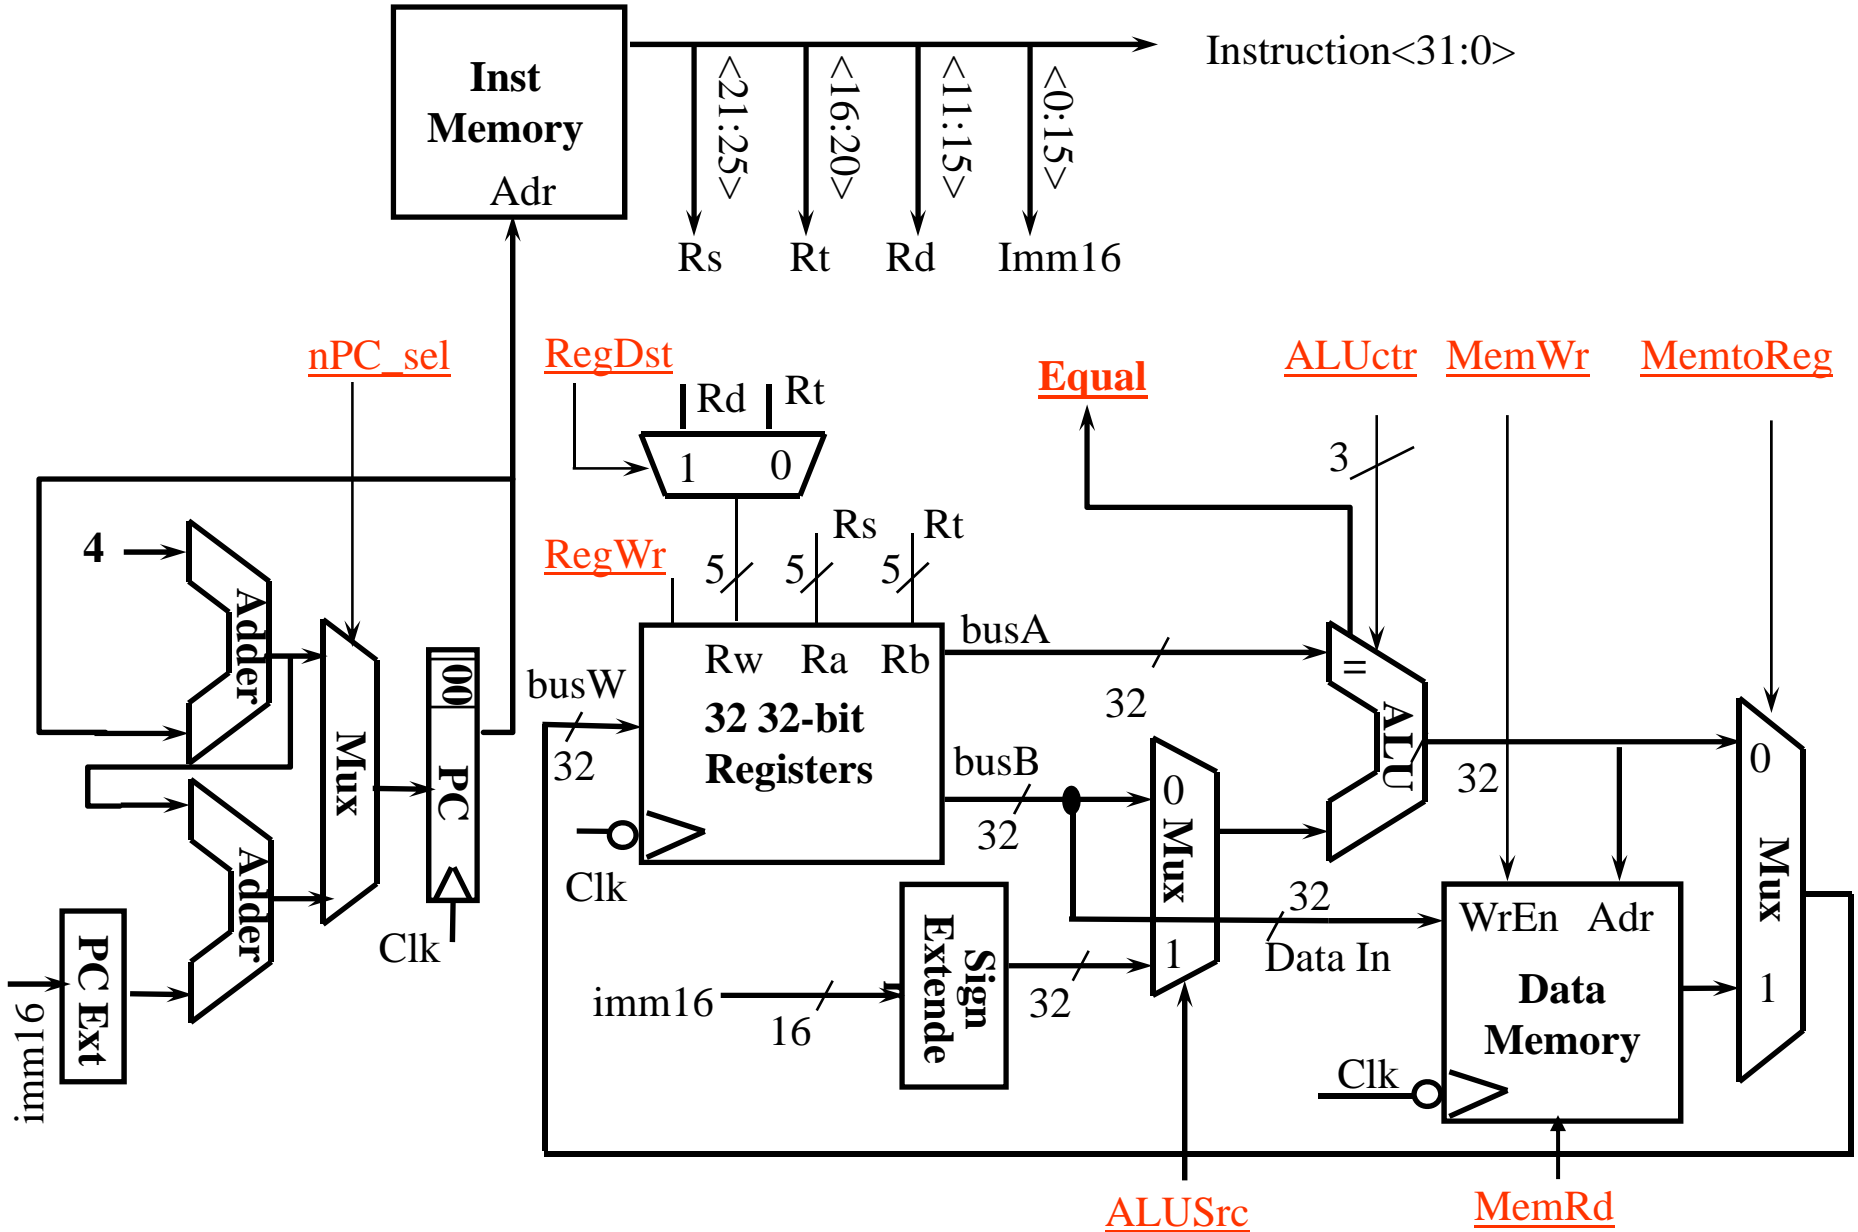 Inst
Memory
Adr
Instruction<31:0>
<21:25>
<16:20>
<11:15>
<0:15>
Rs
Rt
Rd
Imm16
nPC_sel
RegDst
Rd
Rt
1
0
Equal
ALUctr
MemWr
MemtoReg
3
4
Adder
RegWr
5
5
Rs
5
Rt
busA
32
=
ALU
busW
32
Rw
Ra
Rb
32 32-bit
Registers
Clk
busB
32
0
Mux
1
32
0
Mux
1
00
PC
Mux
Clk
Adder
PC Ext
imm16
imm16
16
Sign
Extende
32
32
Data In
WrEn
Adr
Data
Memory
Clk
ALUSrc
MemRd